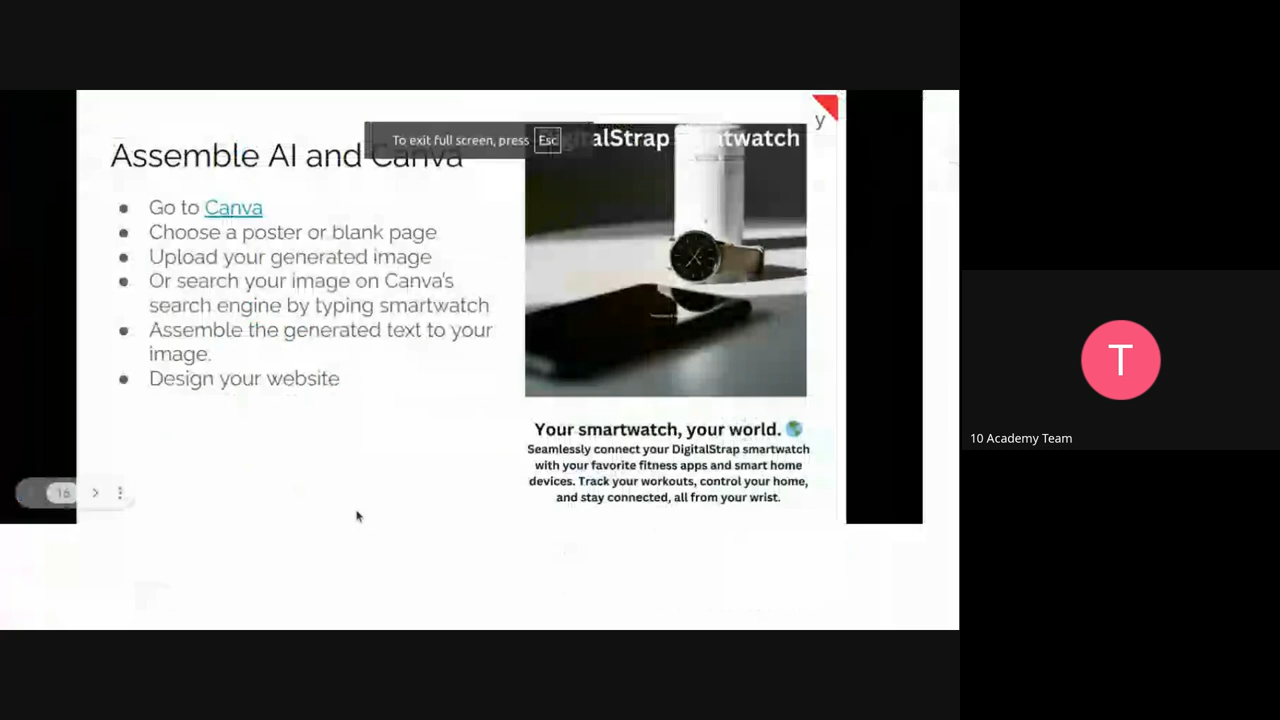 y
To exit full screen, press Esc
alStrap
atwatch
Assemble AI and Canva
Go to Canva
Choose a poster or blank page
Upload your generated image
Or search your image on Canva's
search engine by typing smartwatch
Assemble the generated text to your
image.
Design your website
Your smartwatch, your world.
Seamlessly connect your DigitalStrap smartwatch
with your favorite fitness apps and smart home
devices. Track your workouts, control your home,
and stay connected, all from your wrist.
16
T
10 Academy Team